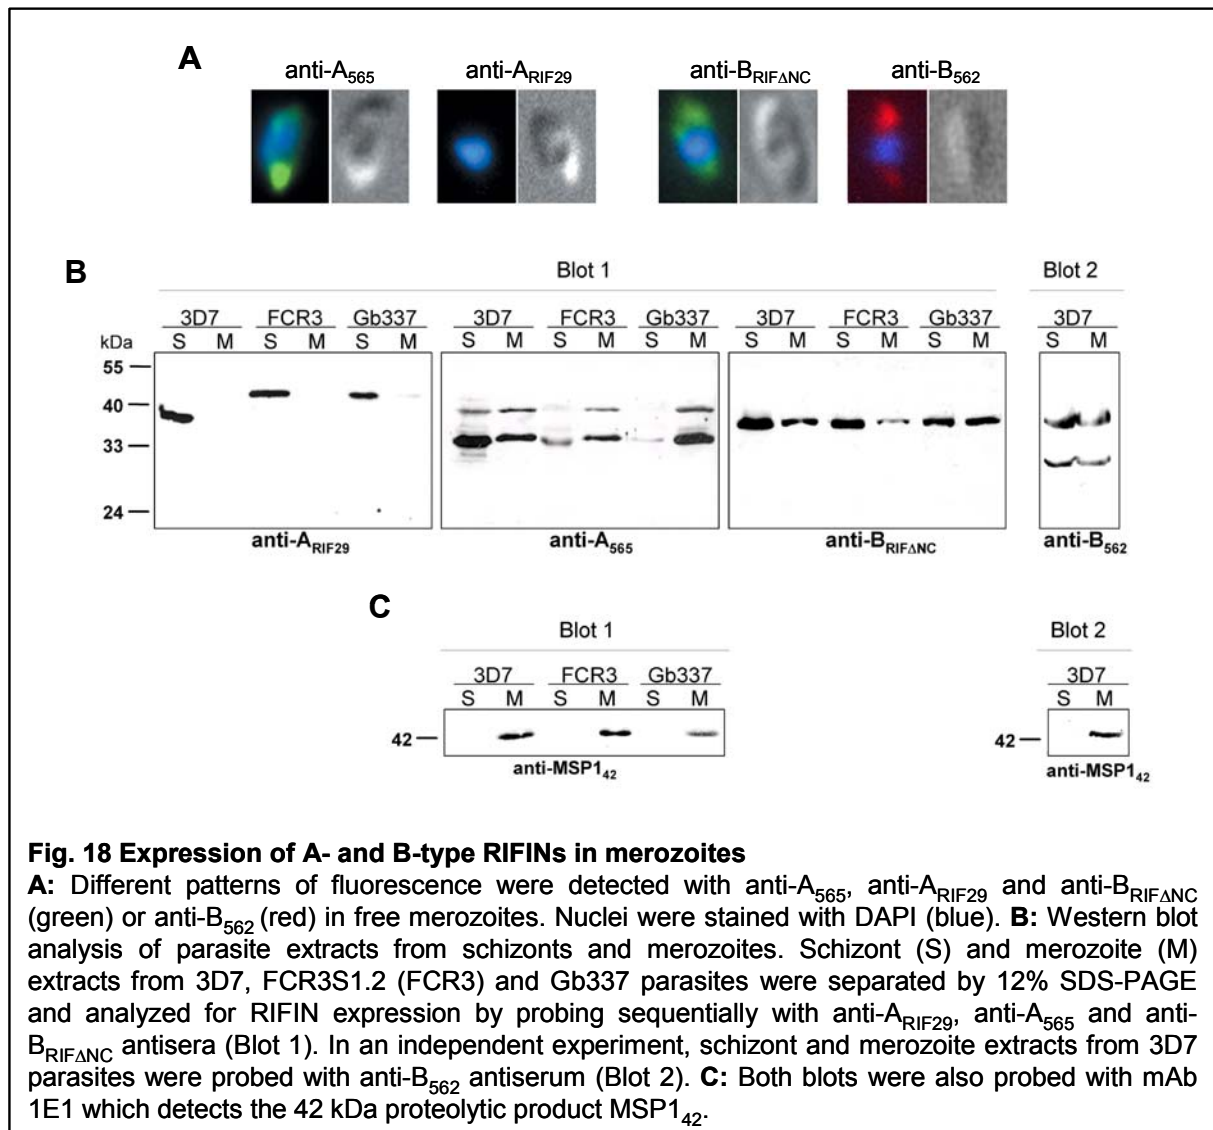 A
anti-A565 anti-ARIF29 anti-BRIFΔNC anti-B562
B
Blot 1 Blot 2
3D7 FCR3 Gb337 3D7 FCR3 Gb337 3D7 FCR3 Gb337 3D7
kDa S M S M S M S M S M S M S M S M S M S M
55
40
33
24
anti-ARIF29 anti-A565 anti-BRIFΔNC anti-B562
C
Blot 1 Blot 2
3D7 FCR3 Gb337 3D7
S M S M S M S M
42 42
anti-MSP142 anti-MSP142
Fig. 18 Expression of A- and B-type RIFINs in merozoites
A: Different patterns of fluorescence were detected with anti-A565, anti-ARIF29 and anti-BRIFΔNC
(green) or anti-B562 (red) in free merozoites. Nuclei were stained with DAPI (blue). B: Western blot
analysis of parasite extracts from schizonts and merozoites. Schizont (S) and merozoite (M)
extracts from 3D7, FCR3S1.2 (FCR3) and Gb337 parasites were separated by 12% SDS-PAGE
and analyzed for RIFIN expression by probing sequentially with anti-ARIF29, anti-A565 and anti-
BRIFΔNC antisera (Blot 1). In an independent experiment, schizont and merozoite extracts from 3D7
parasites were probed with anti-B562 antiserum (Blot 2). C: Both blots were also probed with mAb
1E1 which detects the 42 kDa proteolytic product MSP142.